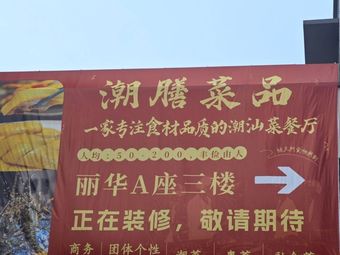 潮膳菜品
一家专注食材品质的潮汕菜餐厅
人均:50-200,丰俭由人
丽华A座三楼
正在装修，敬请期待
商务 团体个性